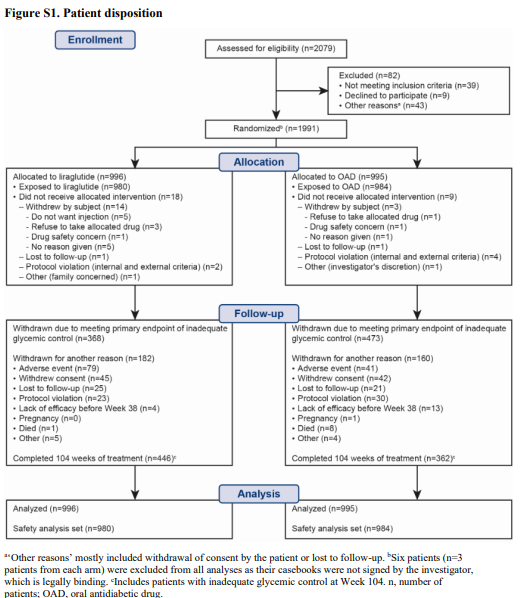 Figure S1. Patient disposition
Enrollment
Assessed for eligibility (n=2079)
Excluded (n=82)
• Not meeting inclusion criteria (n=39)
• Declined to participate (n=9)
• Other reasonsᵃ (n=43)
Randomizedᵇ (n=1991)
Allocation
Allocated to liraglutide (n=996)
• Exposed to liraglutide (n=980)
• Did not receive allocated intervention (n=18)
– Withdrew by subject (n=14)
- Do not want injection (n=5)
- Refuse to take allocated drug (n=3)
- Drug safety concern (n=1)
- No reason given (n=5)
– Lost to follow-up (n=1)
– Protocol violation (internal and external criteria) (n=2)
– Other (family concerned) (n=1)
Allocated to OAD (n=995)
• Exposed to OAD (n=984)
• Did not receive allocated intervention (n=9)
– Withdrew by subject (n=3)
- Refuse to take allocated drug (n=1)
- Drug safety concern (n=1)
- No reason given (n=1)
– Lost to follow-up (n=1)
– Protocol violation (internal and external criteria) (n=4)
– Other (investigator's discretion) (n=1)
Follow-up
Withdrawn due to meeting primary endpoint of inadequate
glycemic control (n=368)
Withdrawn for another reason (n=182)
• Adverse event (n=79)
• Withdrew consent (n=45)
• Lost to follow-up (n=25)
• Protocol violation (n=23)
• Lack of efficacy before Week 38 (n=4)
• Pregnancy (n=0)
• Died (n=1)
• Other (n=5)
Completed 104 weeks of treatment (n=446)ᶜ
Withdrawn due to meeting primary endpoint of inadequate
glycemic control (n=473)
Withdrawn for another reason (n=160)
• Adverse event (n=41)
• Withdrew consent (n=42)
• Lost to follow-up (n=21)
• Protocol violation (n=30)
• Lack of efficacy before Week 38 (n=13)
• Pregnancy (n=1)
• Died (n=8)
• Other (n=4)
Completed 104 weeks of treatment (n=362)ᶜ
Analysis
Analyzed (n=996)
Safety analysis set (n=980)
Analyzed (n=995)
Safety analysis set (n=984)
ᵃ‘Other reasons’ mostly included withdrawal of consent by the patient or lost to follow-up. ᵇSix patients (n=3
patients from each arm) were excluded from all analyses as their casebooks were not signed by the investigator,
which is legally binding. ᶜIncludes patients with inadequate glycemic control at Week 104. n, number of
patients; OAD, oral antidiabetic drug.